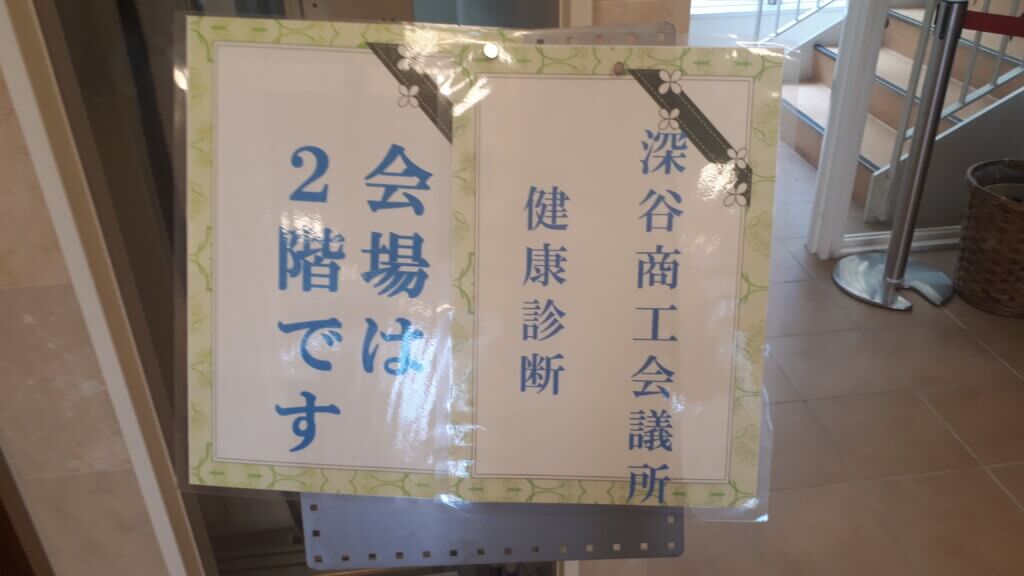 深谷商工会議所
健康診断
会場は
2階です